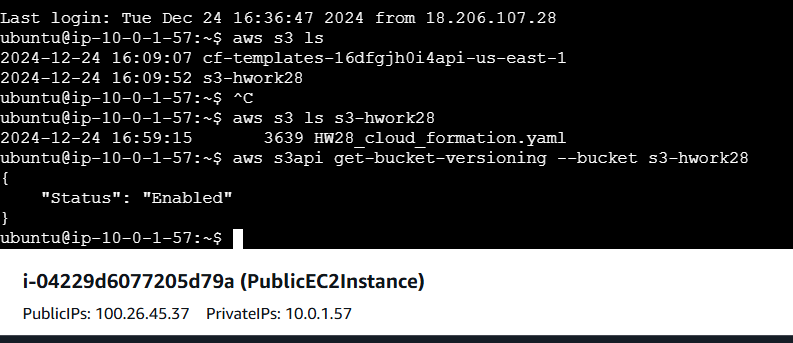 Last login: Tue Dec 24 16:36:47 2024 from 18.206.107.28
ubuntu@ip-10-0-1-57:~$ aws s3 ls
2024-12-24 16:09:07 cf-templates-16dfgjh0i4api-us-east-1
2024-12-24 16:09:52 s3-hwork28
ubuntu@ip-10-0-1-57:~$ ^C
ubuntu@ip-10-0-1-57:~$ aws s3 ls s3-hwork28
2024-12-24 16:59:15       3639 HW28_cloud_formation.yaml
ubuntu@ip-10-0-1-57:~$ aws s3api get-bucket-versioning --bucket s3-hwork28
{
    "Status": "Enabled"
}
ubuntu@ip-10-0-1-57:~$
i-04229d6077205d79a (PublicEC2Instance)
PublicIPs: 100.26.45.37    PrivateIPs: 10.0.1.57